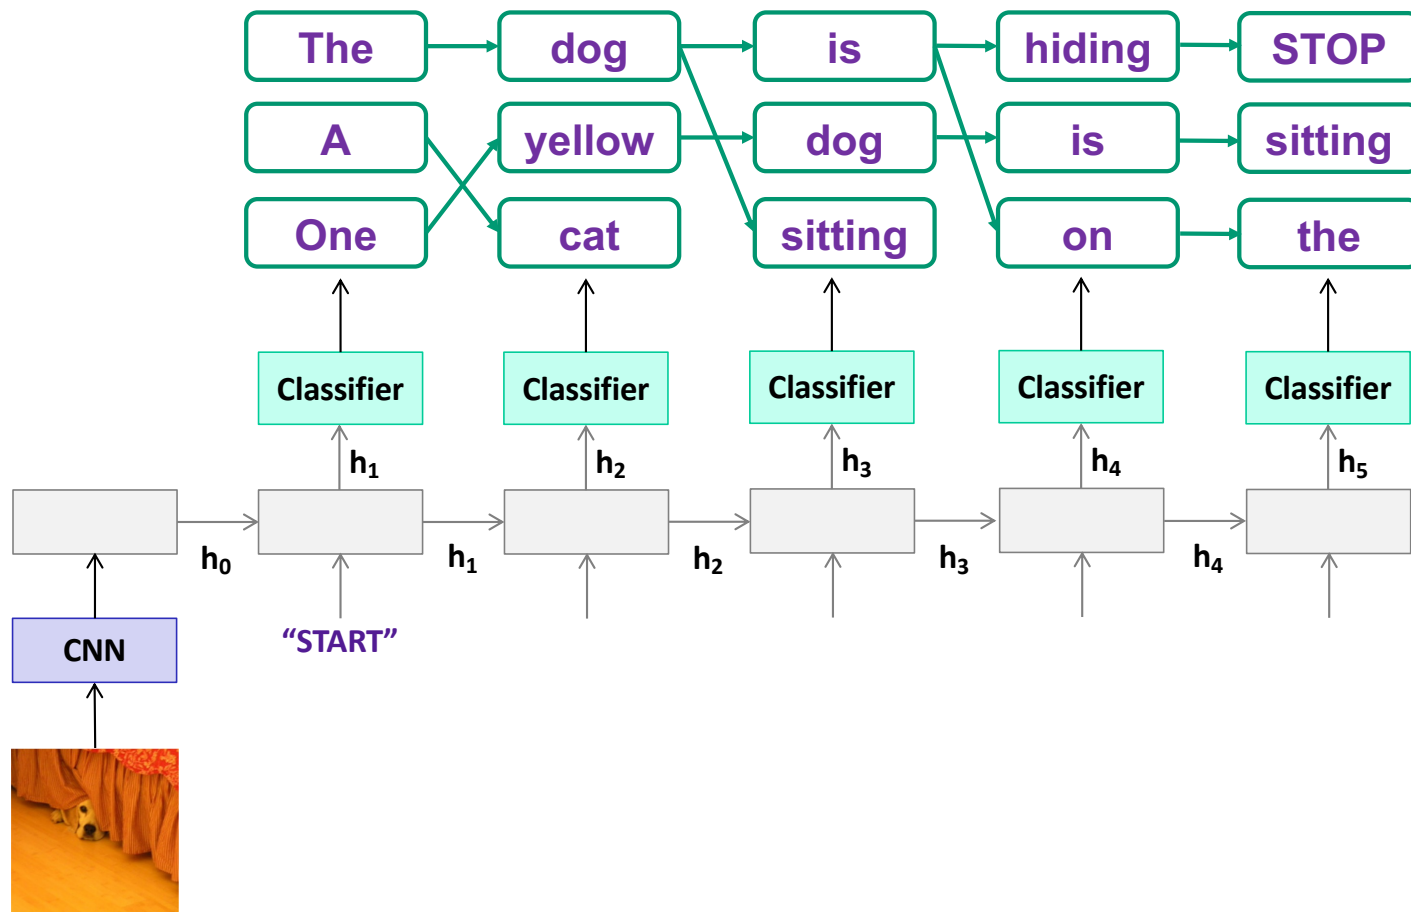 The dog is hiding STOP
A yellow dog is sitting
One cat sitting on the
Classifier Classifier Classifier Classifier Classifier
h1 h2 h3 h4 h5
h0 h1 h2 h3 h4
CNN “START”